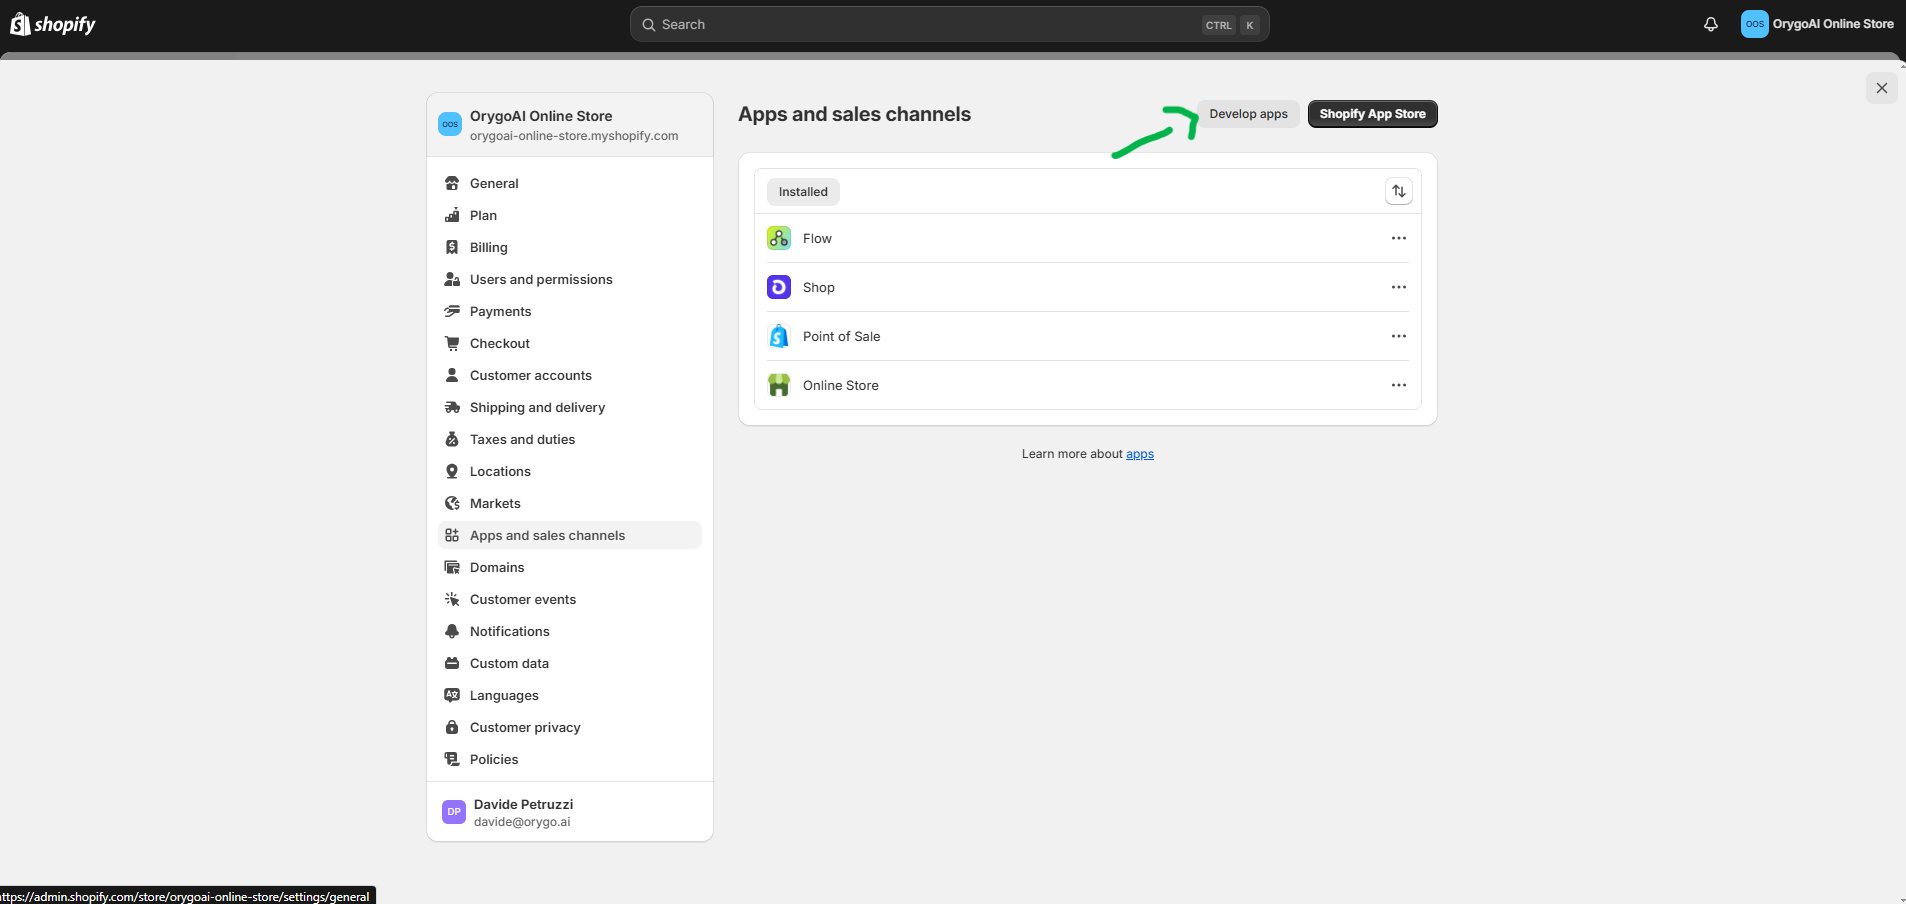 shopify
Search
CTRL K
OOS OrygoAI Online Store
OOS
OrygoAI Online Store
orygoai-online-store.myshopify.com
General
Plan
Billing
Users and permissions
Payments
Checkout
Customer accounts
Shipping and delivery
Taxes and duties
Locations
Markets
Apps and sales channels
Domains
Customer events
Notifications
Custom data
Languages
Customer privacy
Policies
DP
Davide Petruzzi
davide@orygo.ai
Apps and sales channels
Develop apps
Shopify App Store
Installed
Flow
Shop
Point of Sale
Online Store
Learn more about apps
ttps://admin.shopify.com/store/orygoai-online-store/settings/general